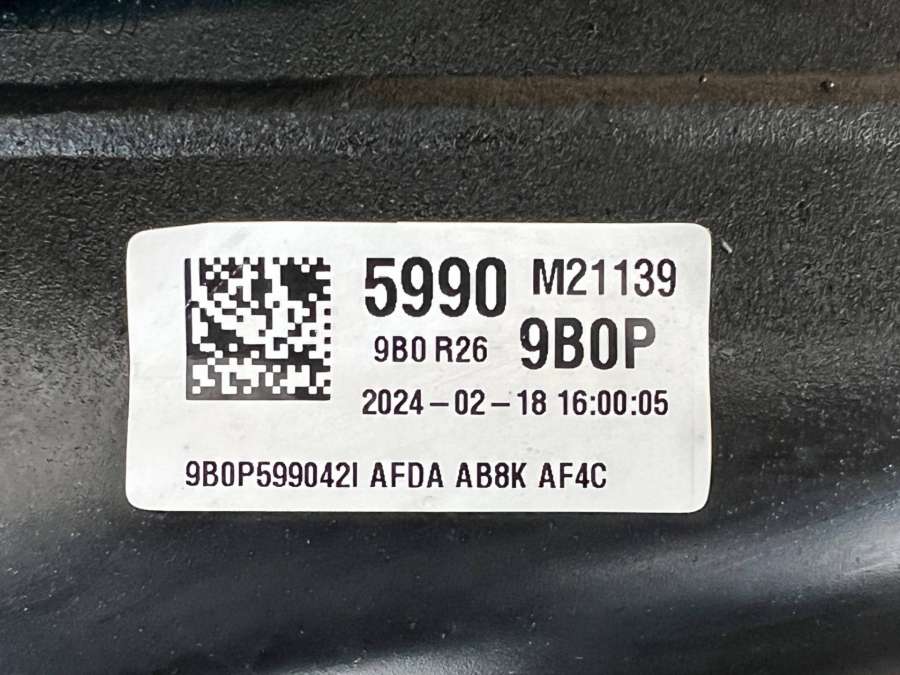 5990 M21139
9B0 R26 9B0P
2024-02-18 16:00:05
9B0P599042I AFDA AB8K AF4C